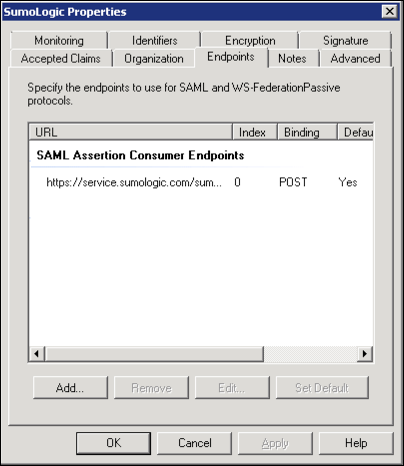 SumoLogic Properties
Monitoring Identifiers Encryption Signature
Accepted Claims Organization Endpoints Notes Advanced
Specify the endpoints to use for SAML and WS-FederationPassive
protocols.
URL Index Binding Defau
SAML Assertion Consumer Endpoints
https://service.sumologic.com/sum... 0 POST Yes
Add... Remove Edit... Set Default
OK Cancel Apply Help